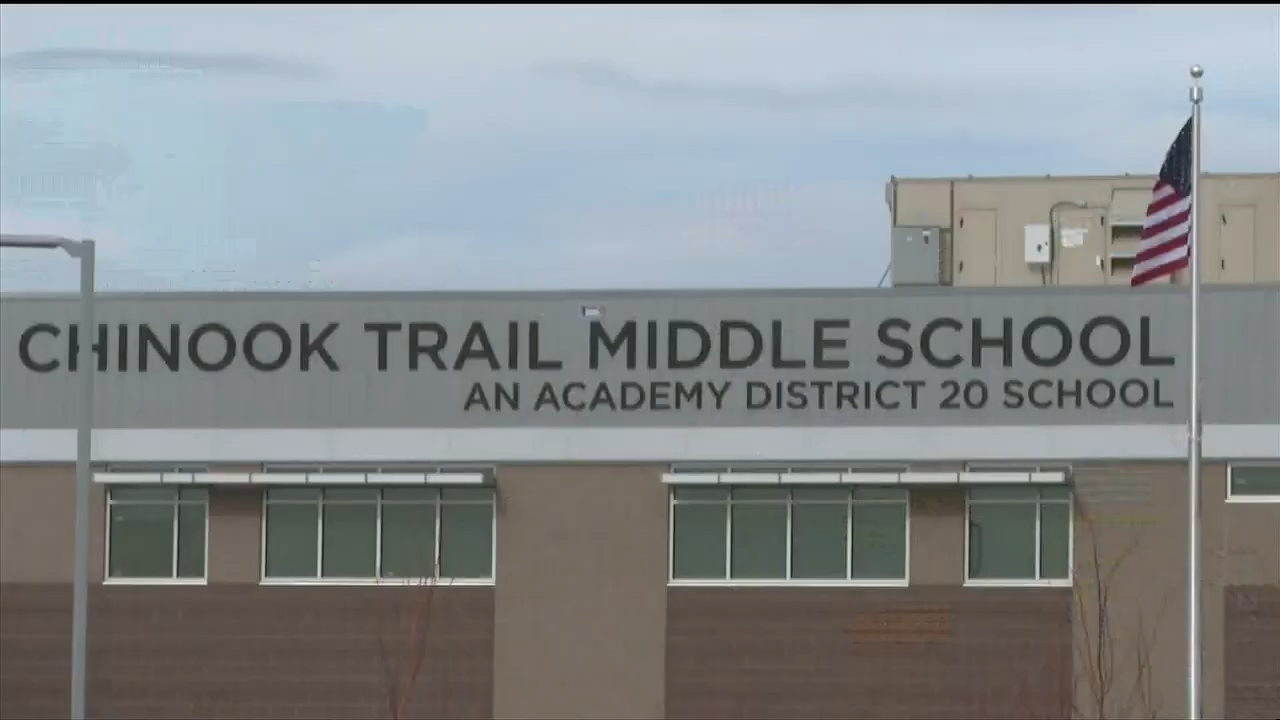 CHINOOK TRAIL MIDDLE SCHOOL
AN ACADEMY DISTRICT 20 SCHOOL